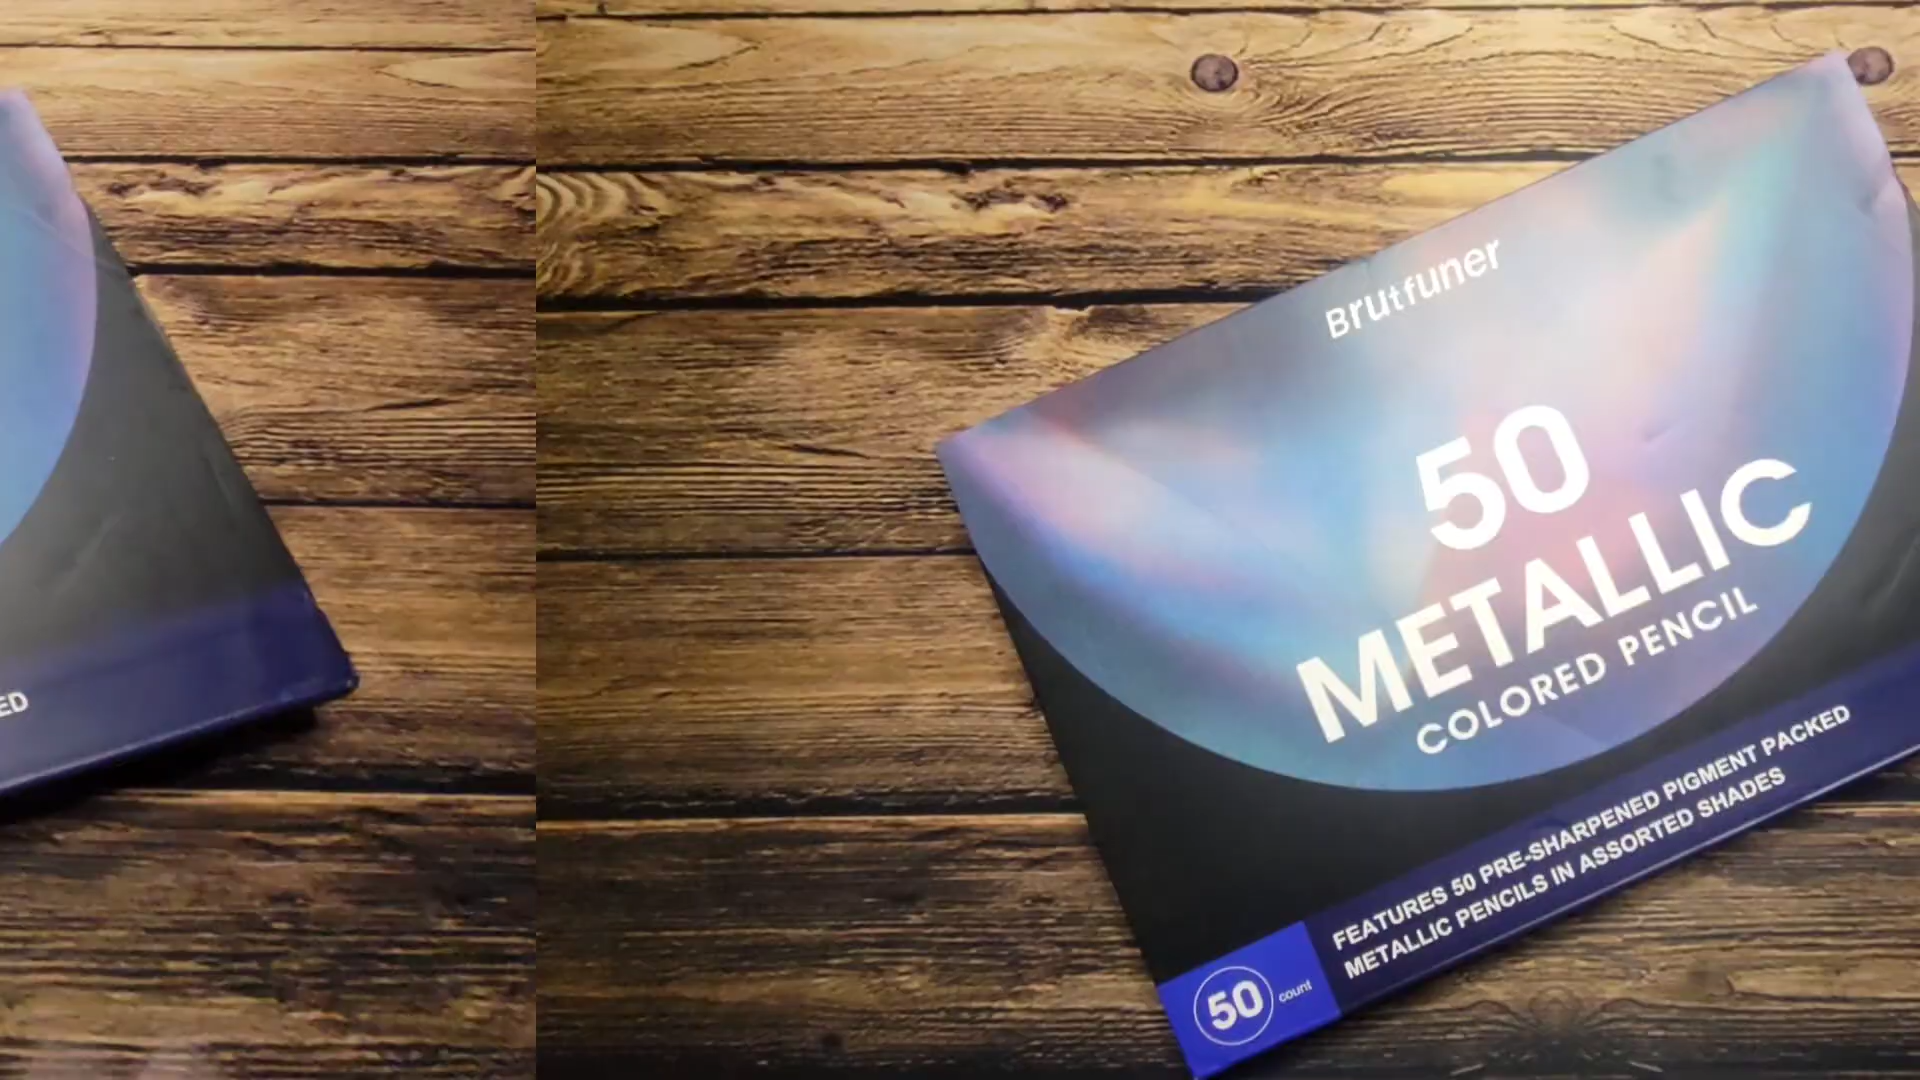 ED
Brutfuner
50
METALLIC
COLORED PENCIL
FEATURES 50 PRE-SHARPENED PIGMENT PACKED
METALLIC PENCILS IN ASSORTED SHADES
50 count